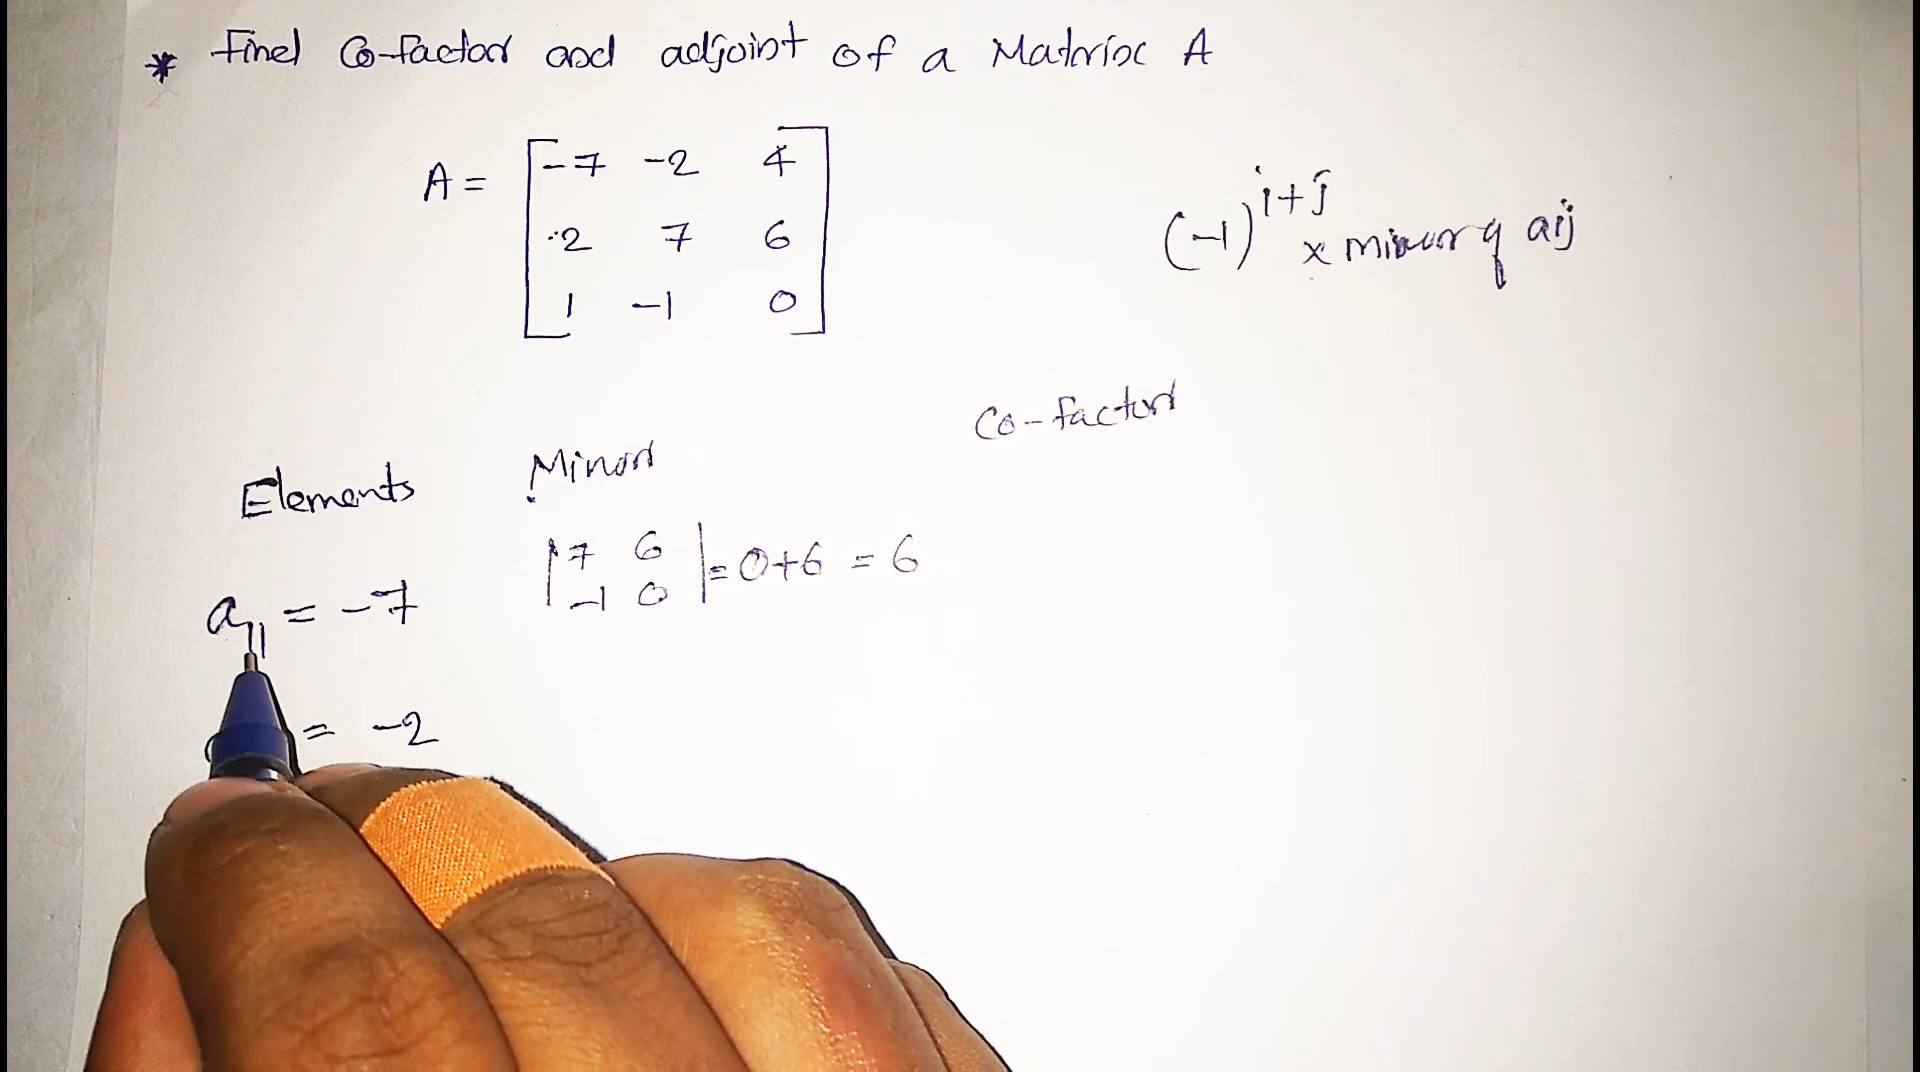 * Find Co-factor and adjoint of a Matrix A
A = [ -7 -2 4
2 7 6
1 -1 0 ]
(-1)^{i+j} x minor of aij
Elements Minor Co-factor
a11 = -7 | 7 6
-1 0 | = 0+6 = 6
= -2